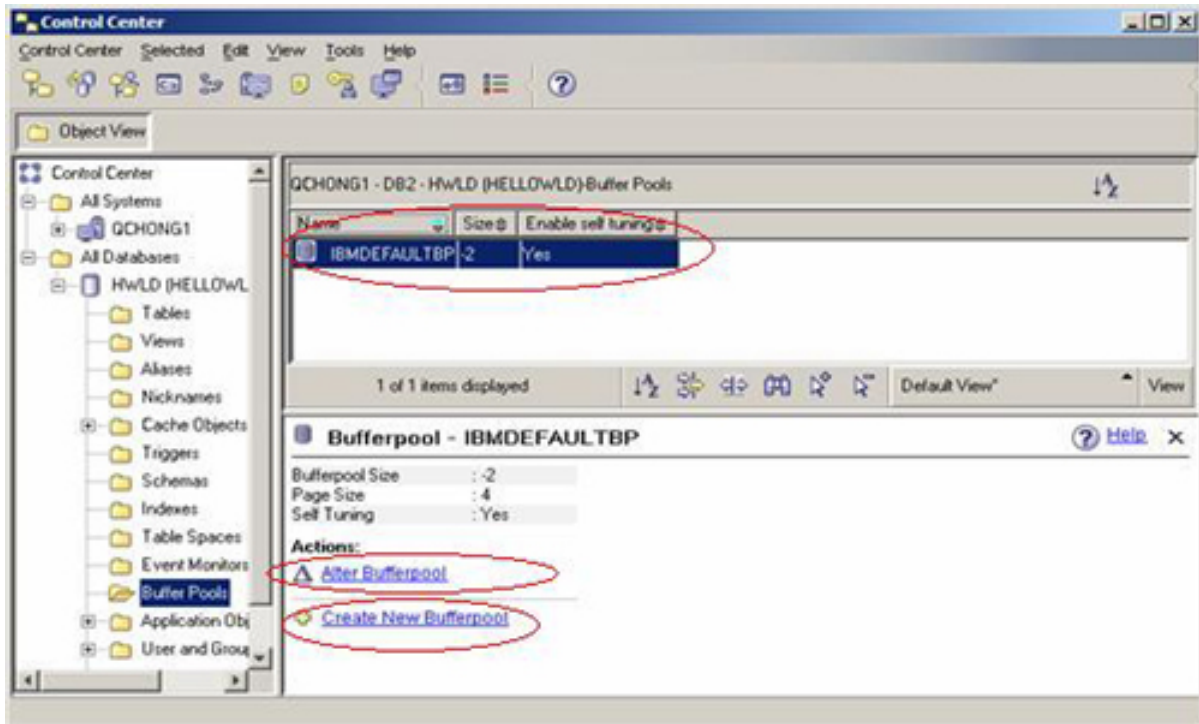 Control Center
Control Center Selected Edit View Tools Help
Object View
Control Center
All Systems
QCHONG1
All Databases
HWLD (HELLOWL
Tables
Views
Aliases
Nicknames
Cache Objects
Triggers
Schemas
Indexes
Table Spaces
Event Monitors
Buffer Pools
Application Obj
User and Group
QCHONG1 - DB2 - HWLD (HELLOWLD)-Buffer Pools
Name Size Enable self tuning
IBMDEFAULTBP -2 Yes
1 of 1 items displayed Default View* View
Bufferpool - IBMDEFAULTBP Help
Bufferpool Size : -2
Page Size : 4
Self Tuning : Yes
Actions:
Alter Bufferpool
Create New Bufferpool